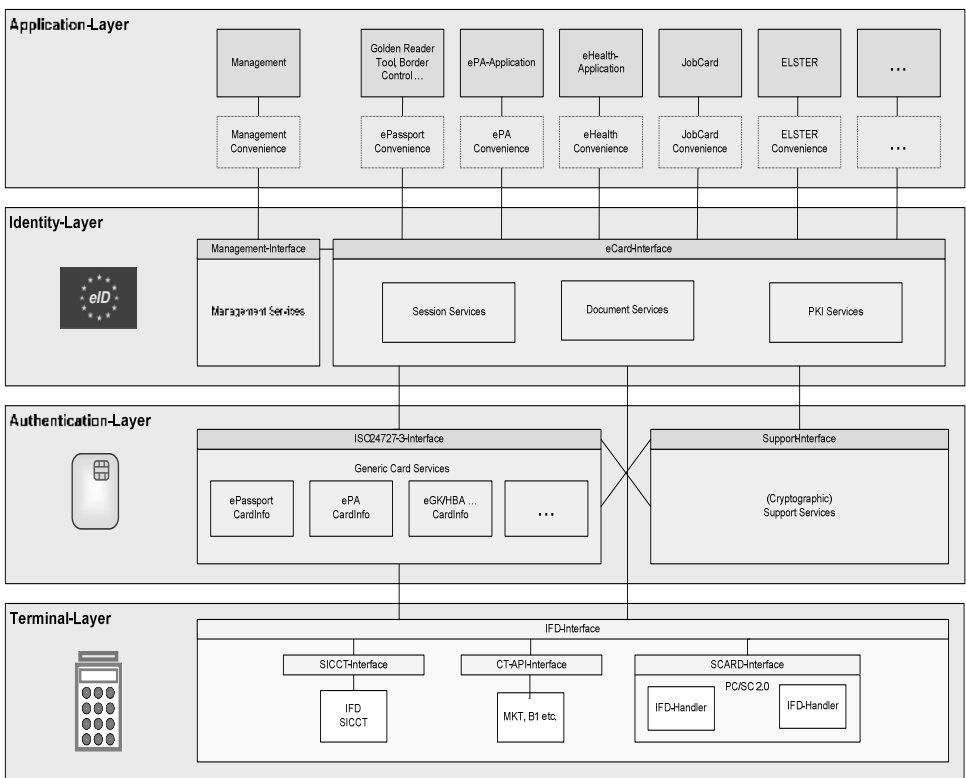 Application-Layer
Management
Golden Reader
Tool, Border
Control ...
ePA-Application
eHealth-
Application
JobCard
ELSTER
...
Management
Convenience
ePassport
Convenience
ePA
Convenience
eHealth
Convenience
JobCard
Convenience
ELSTER
Convenience
...
Identity-Layer
eID
Management-Interface
Management Services
eCard-Interface
Session Services
Document Services
PKI Services
Authentication-Layer
ISO24727-3-Interface
Generic Card Services
ePassport
CardInfo
ePA
CardInfo
eGK/HBA ...
CardInfo
...
Support-Interface
(Cryptographic)
Support Services
Terminal-Layer
IFD-Interface
SICCT-Interface
IFD
SICCT
CT-API-Interface
MKT, B1 etc.
SCARD-Interface
PC/SC 2.0
IFD-Handler
IFD-Handler